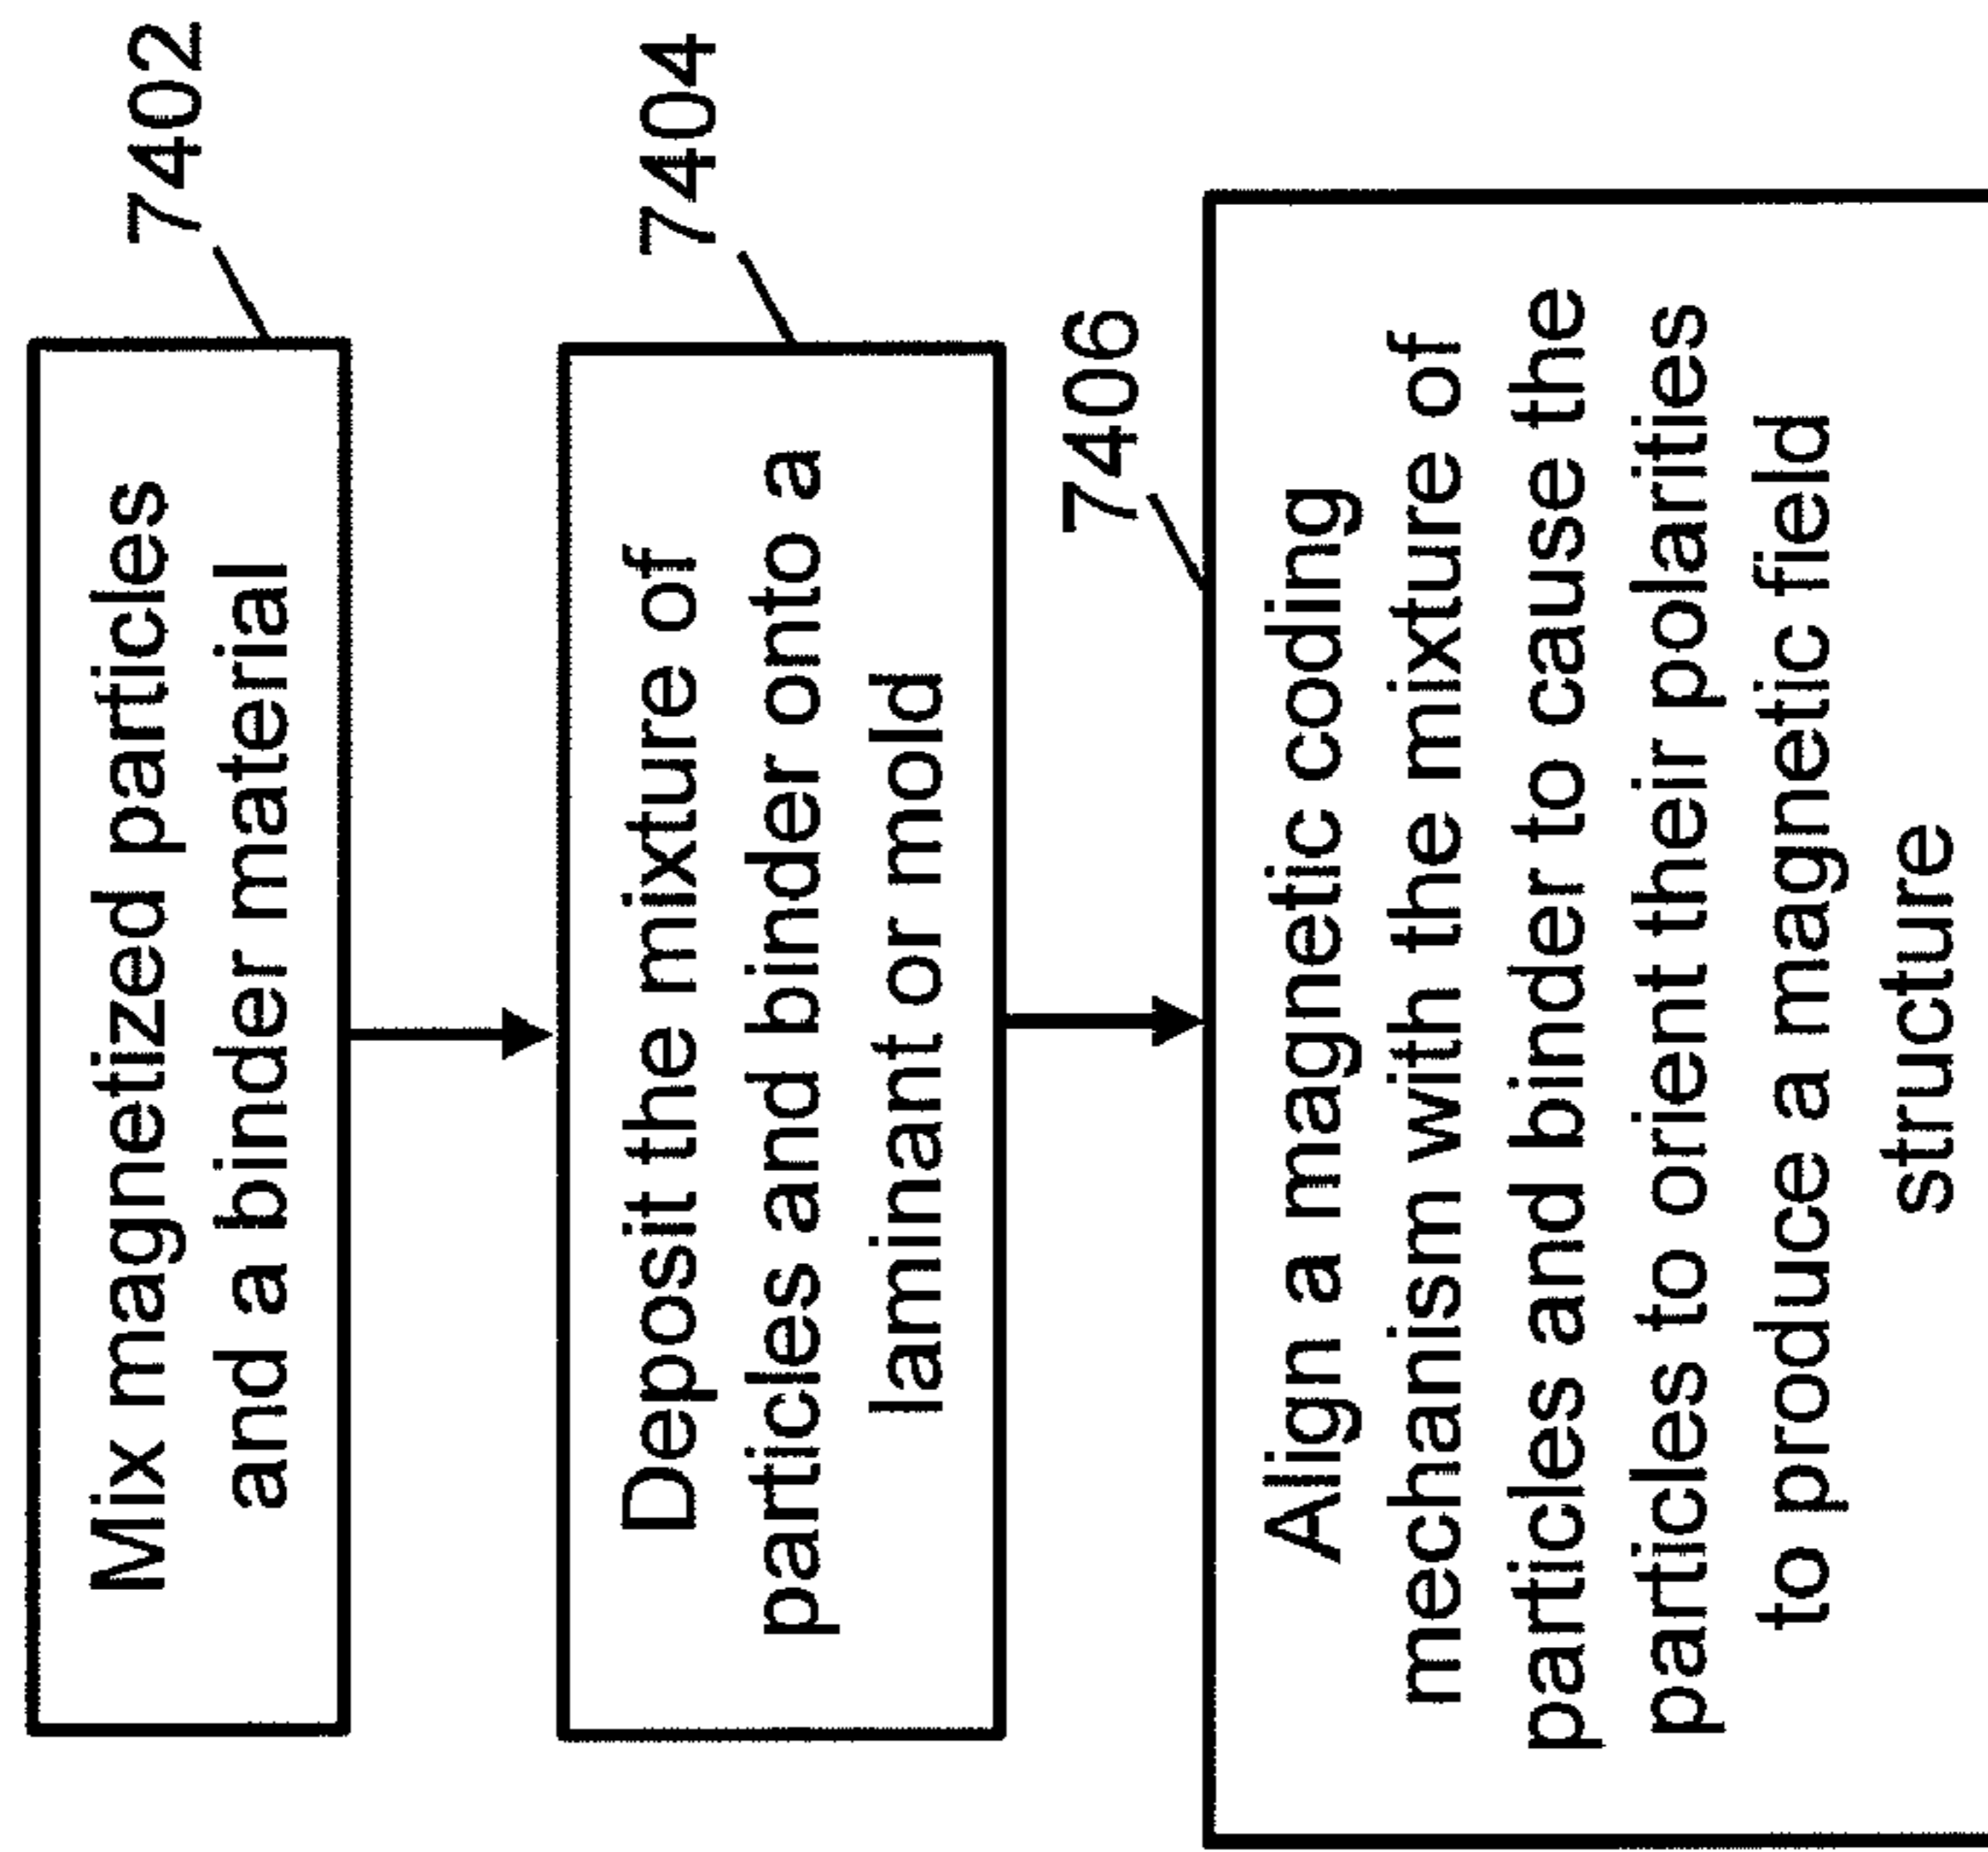 7402
Mix magnetized particles
and a binder material
7404
Deposit the mixture of
particles and binder onto a
laminant or mold
7406
Align a magnetic coding
mechanism with the mixture of
particles and binder to cause the
particles to orient their polarities
to produce a magnetic field
structure